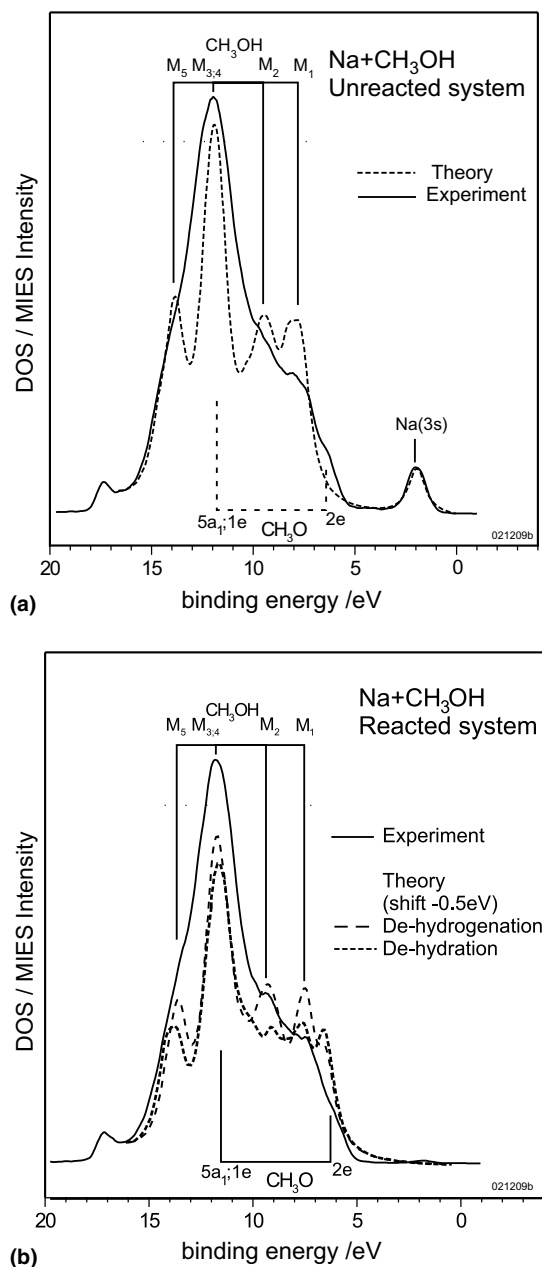 CH₃OH
M₅ M₃;₄ M₂ M₁
Na+CH₃OH
Unreacted system
Theory
Experiment
DOS / MIES Intensity
Na(3s)
5a₁;1e
2e
CH₃O
021209b
20 15 10 5 0
(a)
binding energy /eV
Na+CH₃OH
Reacted system
CH₃OH
M₅ M₃;₄ M₂ M₁
Experiment
Theory
(shift -0.5eV)
De-hydrogenation
De-hydration
DOS / MIES Intensity
5a₁;1e
2e
CH₃O
021209b
20 15 10 5 0
binding energy /eV
(b)